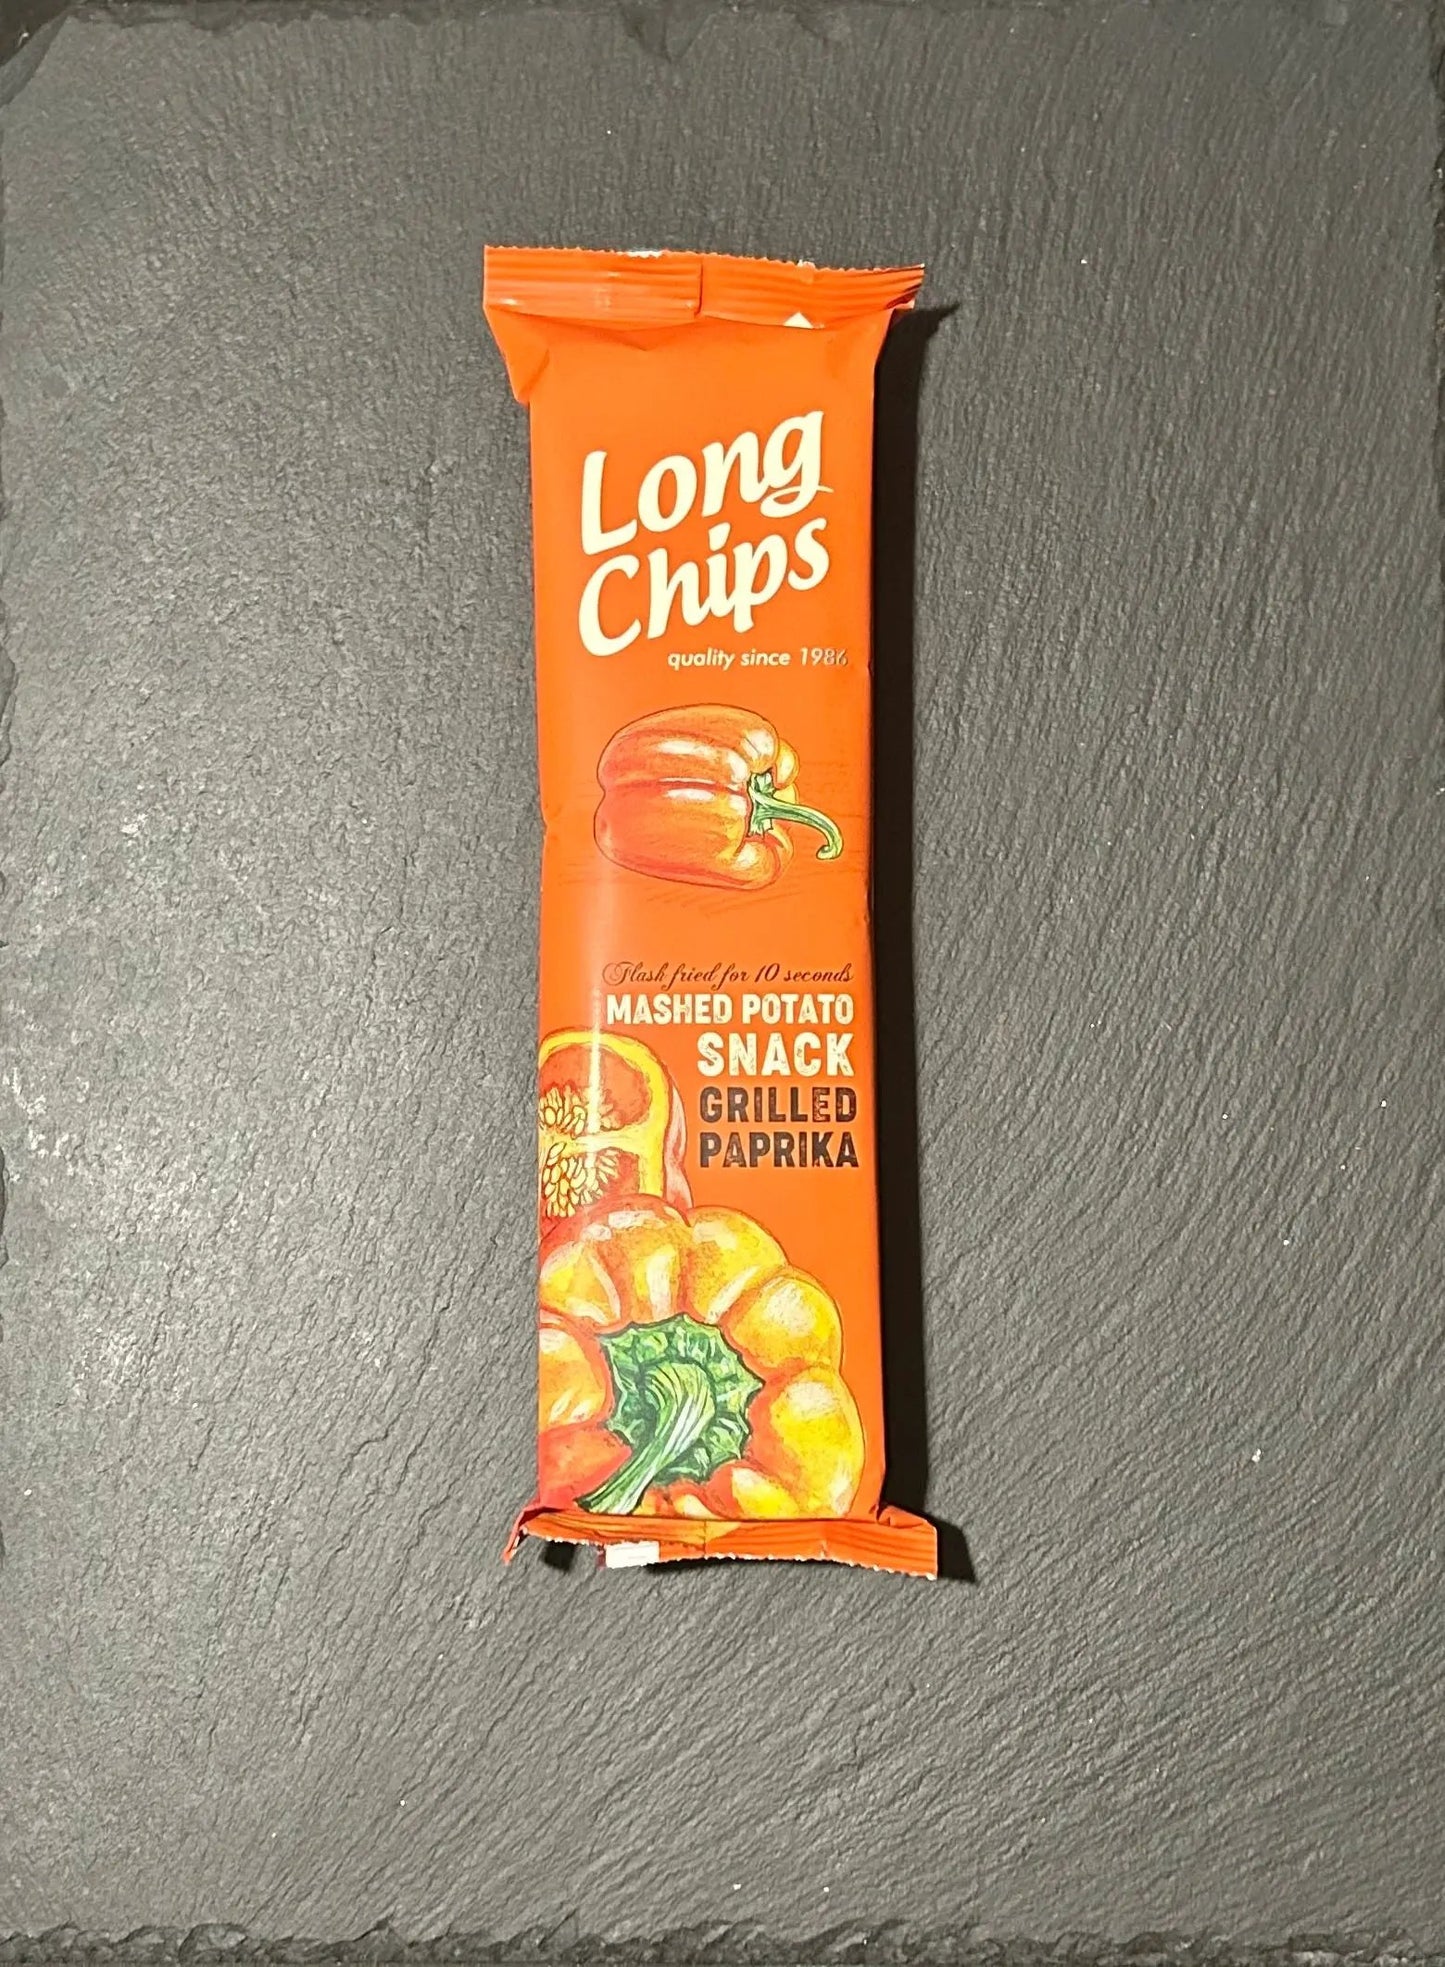 Long
Chips
quality since 1986
Flash fried for 10 seconds
MASHED POTATO
SNACK
GRILLED
PAPRIKA